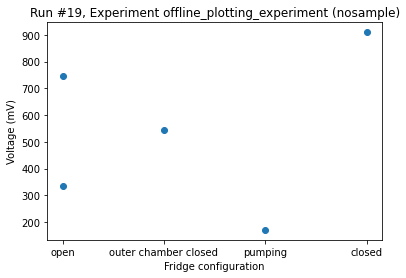 Run #19, Experiment offline_plotting_experiment (nosample)
900
800
700
600
500
400
300
200
Voltage (mV)
open outer chamber closed pumping closed
Fridge configuration